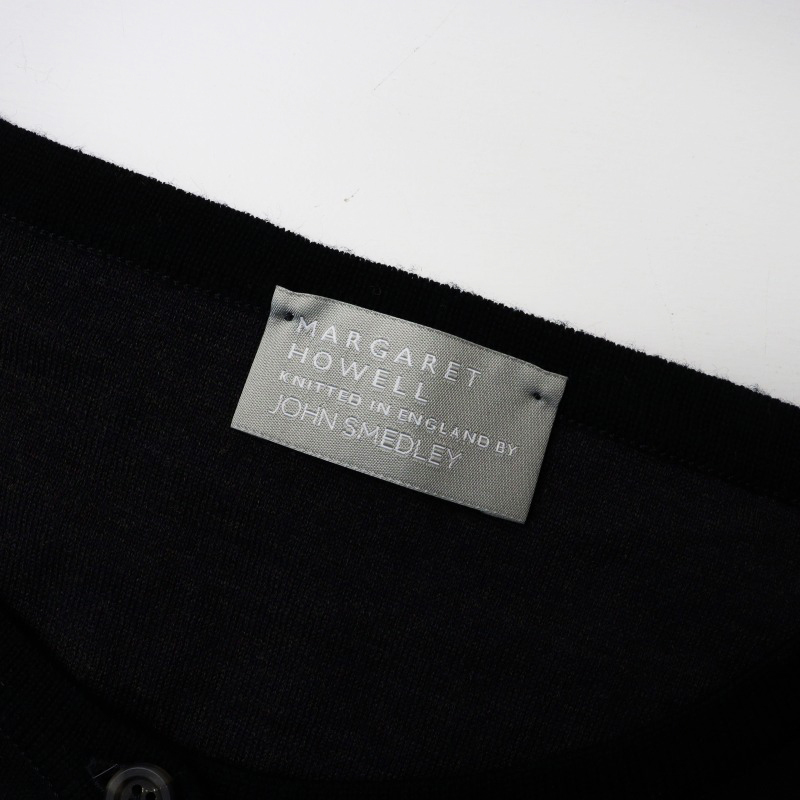 MARGARET
HOWELL
KNITTED IN ENGLAND BY
JOHN SMEDLEY